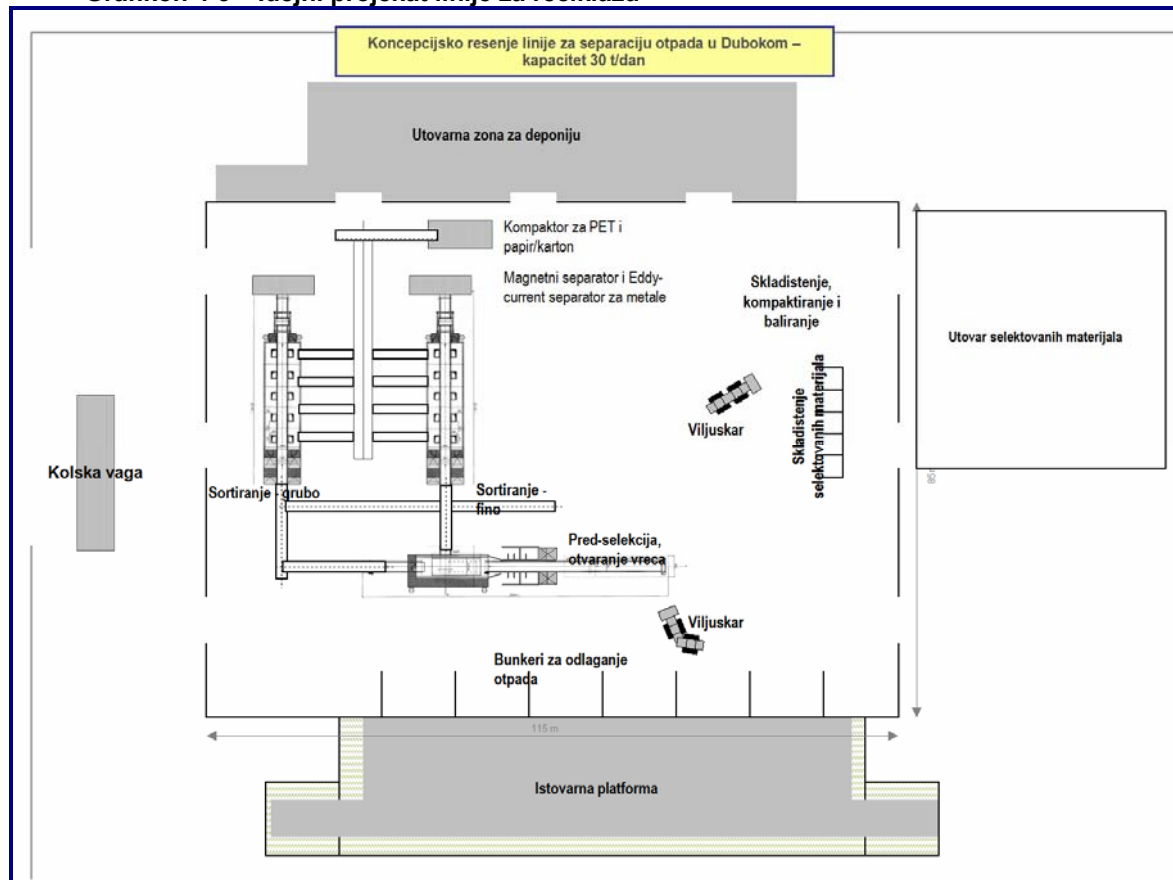 Koncepcijsko resenje linije za separaciju otpada u Dubokom –
kapacitet 30 t/dan
Utovarna zona za deponiju
Kompaktor za PET i
papir/karton
Magnetni separator i Eddy-
current separator za metale
Skladistenje,
kompaktiranje i
baliranje
Utovar selektovanih materijala
Skladistenje
selektovanih materijala
Viljuskar
Kolska vaga
Sortiranje - grubo
Sortiranje -
fino
Pred-selekcija,
otvaranje vreca
Viljuskar
Bunkeri za odlaganje
otpada
115 m
Istovarna platforma